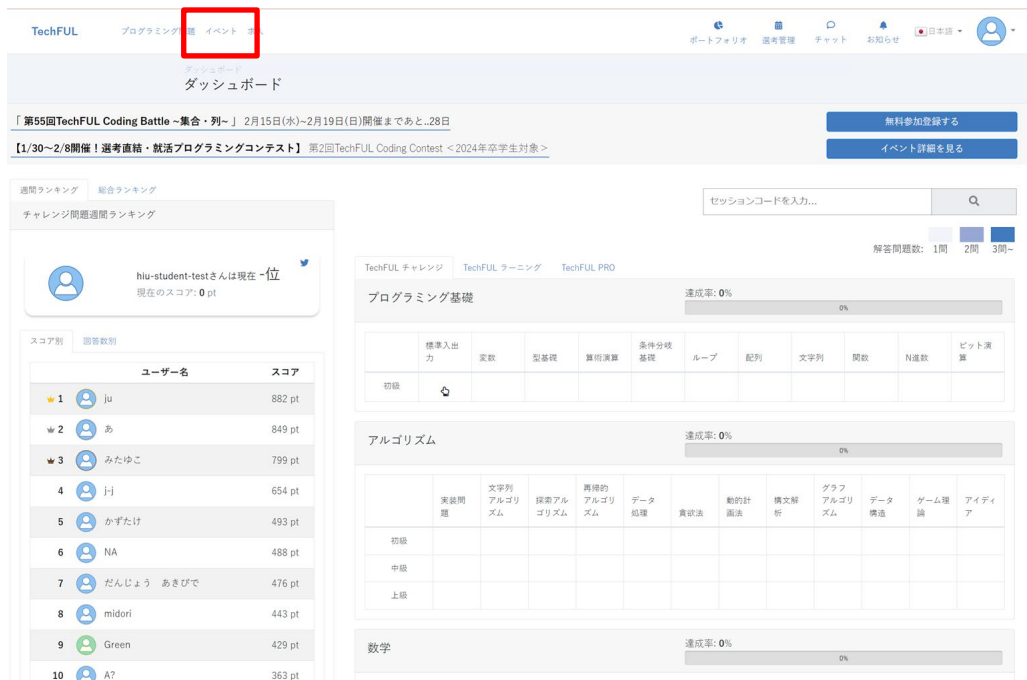 TechFUL プログラミング問題 イベント 求人 ポートフォリオ 選考管理 チャット お知らせ 日本語
ダッシュボード
ダッシュボード
「 第55回TechFUL Coding Battle ~集合・列~ 」 2月15日(水)~2月19日(日)開催まであと..28日 無料参加登録する
【1/30～2/8開催！選考直結・就活プログラミングコンテスト】 第2回TechFUL Coding Contest ＜2024年卒学生対象＞ イベント詳細を見る
週間ランキング 総合ランキング
チャレンジ問題週間ランキング
hiu-student-testさんは現在 -位
現在のスコア: 0 pt
スコア別 回答数別
ユーザー名 スコア
1 ju 882 pt
2 あ 849 pt
3 みたゆこ 799 pt
4 j-j 654 pt
5 かずたけ 493 pt
6 NA 488 pt
7 だんじょう あきひで 476 pt
8 midori 443 pt
9 Green 429 pt
10 A? 363 pt
セッションコードを入力...
解答問題数: 1問 2問 3問~
TechFUL チャレンジ TechFUL ラーニング TechFUL PRO
プログラミング基礎 達成率: 0%
0%
標準入出力 変数 型基礎 算術演算 条件分岐基礎 ループ 配列 文字列 関数 N進数 ビット演算
初級
アルゴリズム 達成率: 0%
0%
実装問題 文字列アルゴリズム 探索アルゴリズム 再帰的アルゴリズム データ処理 貪欲法 動的計画法 構文解析 グラフアルゴリズム データ構造 ゲーム理論 アイディア
初級
中級
上級
数学 達成率: 0%
0%